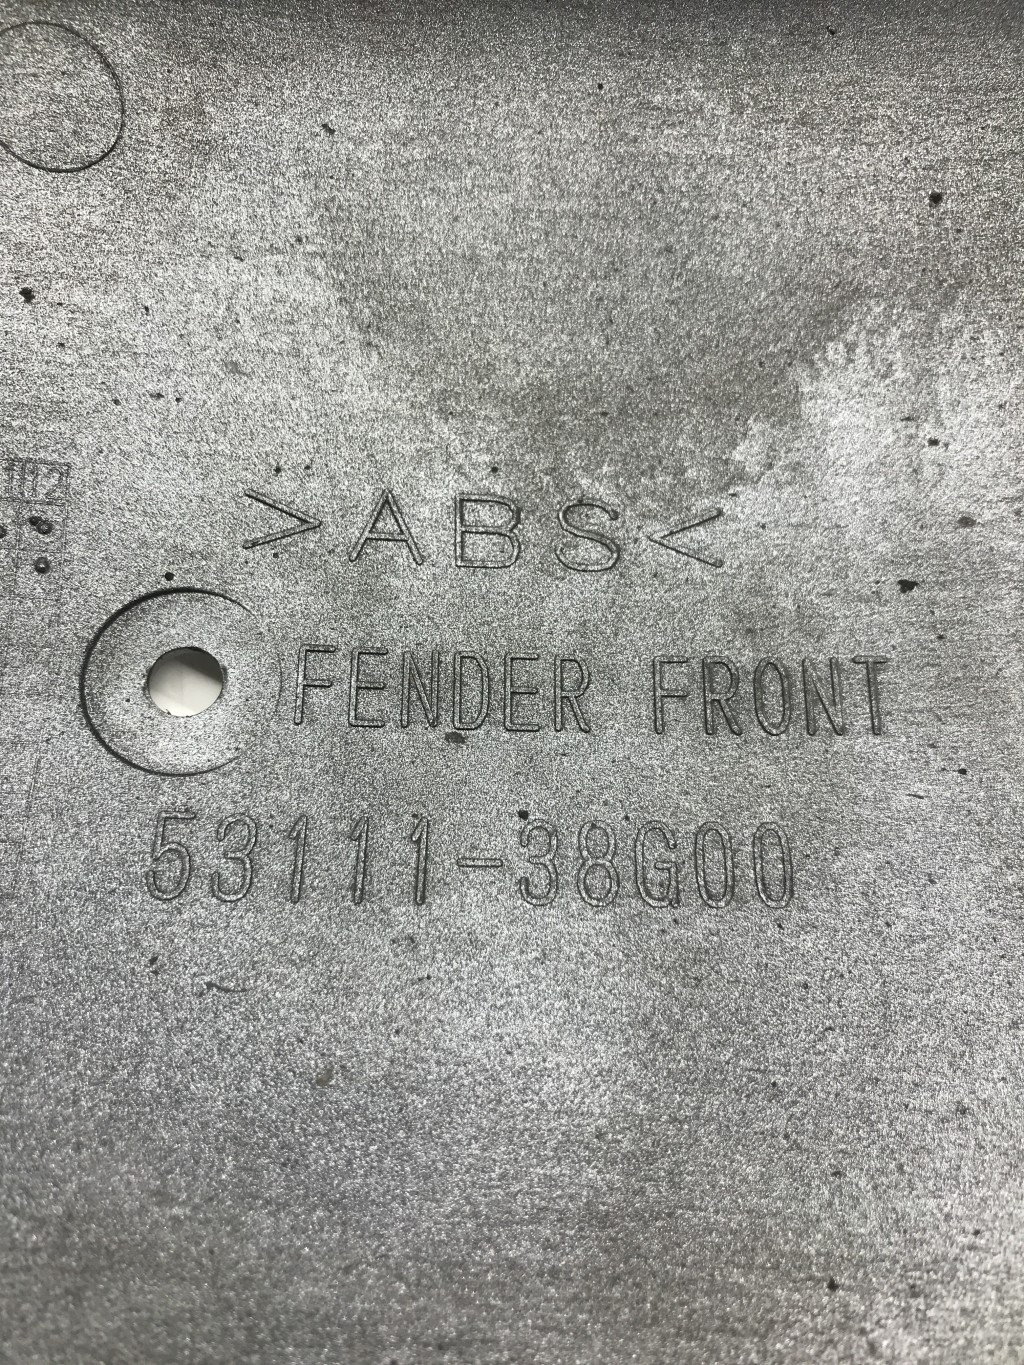 >ABS<
FENDER FRONT
53111-38G00